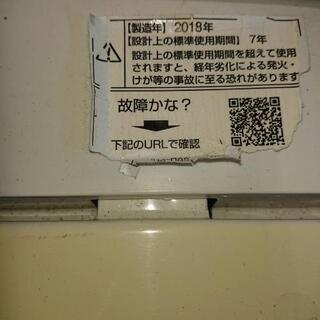 【製造年】2018年
【設計上の標準使用期間】7年
設計上の標準使用期間を超えて使用
されますと、経年劣化による発火・
けが等の事故に至る恐れがあります
故障かな?
下記のURLで確認